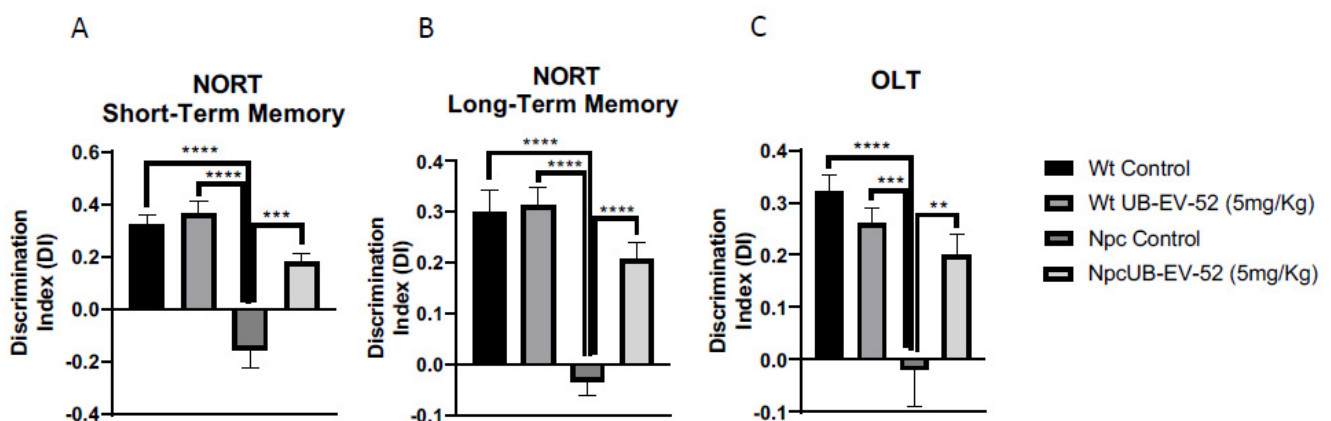 A
B
C
NORT
Short-Term Memory
****
****
***
Discrimination
Index (DI)
0.6
0.4
0.2
0.0
-0.2
-0.4
NORT
Long-Term Memory
****
****
****
Discrimination
Index (DI)
0.4
0.3
0.2
0.1
0.0
-0.1
OLT
****
***
**
Discrimination
Index (DI)
0.4
0.3
0.2
0.1
0.0
-0.1
Wt Control
Wt UB-EV-52 (5mg/Kg)
Npc Control
NpcUB-EV-52 (5mg/Kg)